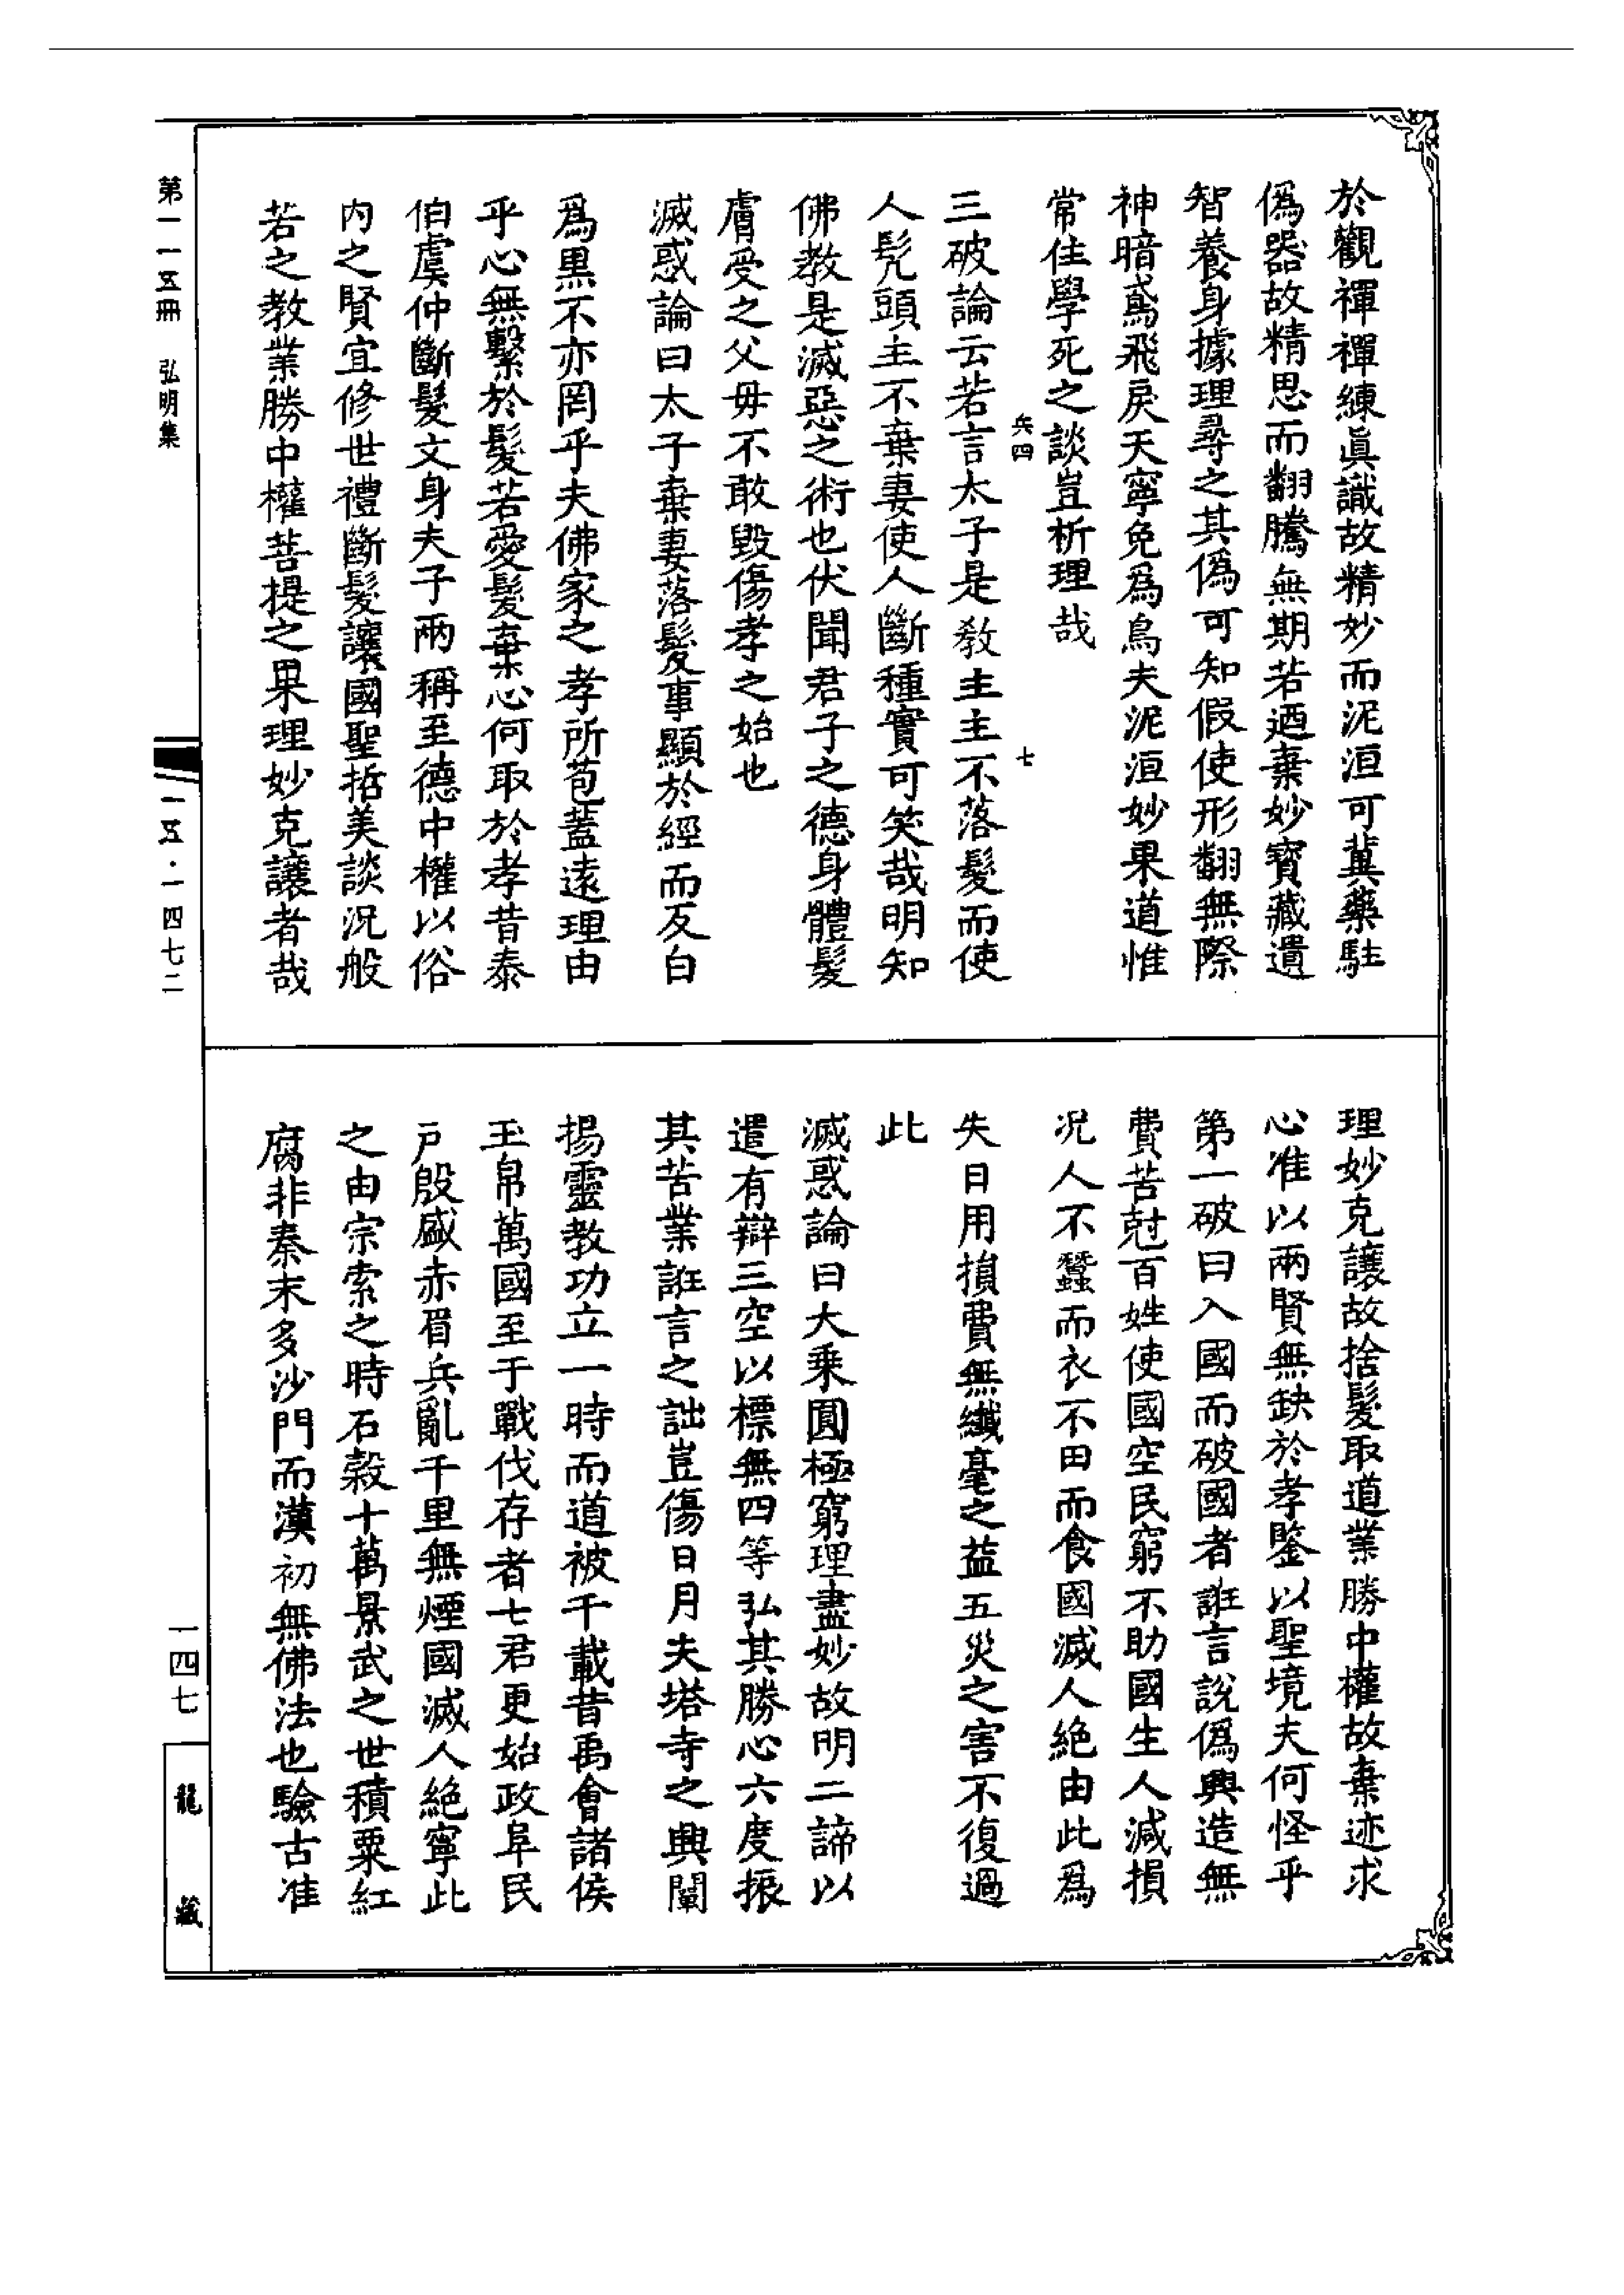 於觀禪禪練眞識故精妙而泥洹可冀藥駐
僞器故精思而翻騰無期若迺棄妙寳藏遺
智養身據理尋之其僞可知假使形翻無際
神暗鳶飛戾天寧免爲鳥夫泥洹妙果道惟
常住學死之談豈析理哉
兵四
七
三破論云若言太子是教主主不落髮而使
人髠頭主不棄妻使人斷種實可笑哉明知
佛教是滅惡之術也伏聞君子之德身體髮
膚受之父母不敢毀傷孝之始也
滅惑論曰太子棄妻落髮事顯於經而反白
爲黒不亦罔乎夫佛家之孝所苞蓋遠理由
乎心無繫於髮若愛髮棄心何取於孝昔泰
伯虞仲斷髮文身夫子兩稱至德中權以俗
内之賢宜修世禮斷髮讓國聖哲美談況般
若之教業勝中權菩提之果理妙克讓者哉
理妙克讓故捨髮取道業勝中權故棄迹求
心准以兩賢無缺於孝鑒以聖境夫何怪乎
第一破曰入國而破國者誑言說僞興造無
費苦尅百姓使國空民窮不助國生人減損
况人不蠶而衣不田而食國滅人絶由此爲
失日用損費無纎毫之益五災之害不復過
此
滅惑論曰大乗圓極窮理盡妙故明二諦以
遣有辯三空以標無四等弘其勝心六度振
其苦業誑言之詘豈傷日月夫塔寺之興闡
揚靈教功立一時而道被千載昔禹會諸侯
玉帛萬國至于戰伐存者七君更始政阜民
戸殷盛赤眉兵亂千里無煙國滅人絶寧此
之由宗索之時石穀十萬景武之世積粟紅
腐非秦末多沙門而漢初無佛法也驗古准
第一一五冊　弘明集
一五·一四七二
一四七
龍藏